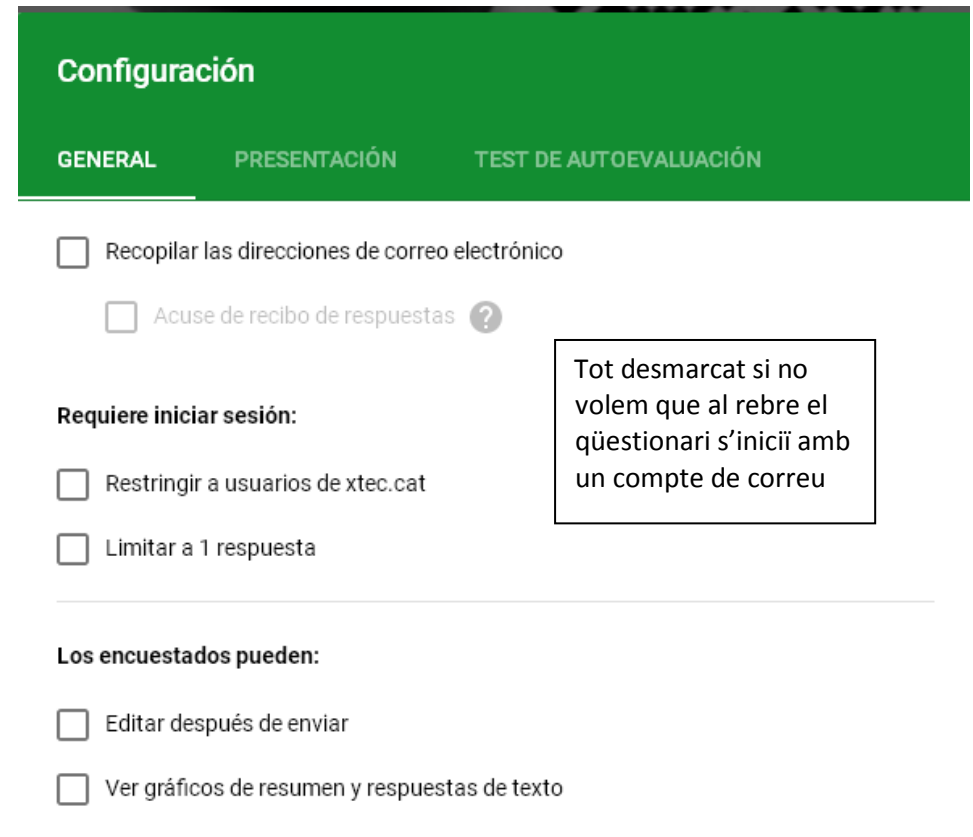 Configuración
GENERAL PRESENTACIÓN TEST DE AUTOEVALUACIÓN
Recopilar las direcciones de correo electrónico
Acuse de recibo de respuestas ?
Tot desmarcat si no
volem que al rebre el
qüestionari s’iniciï amb
un compte de correu
Requiere iniciar sesión:
Restringir a usuarios de xtec.cat
Limitar a 1 respuesta
Los encuestados pueden:
Editar después de enviar
Ver gráficos de resumen y respuestas de texto